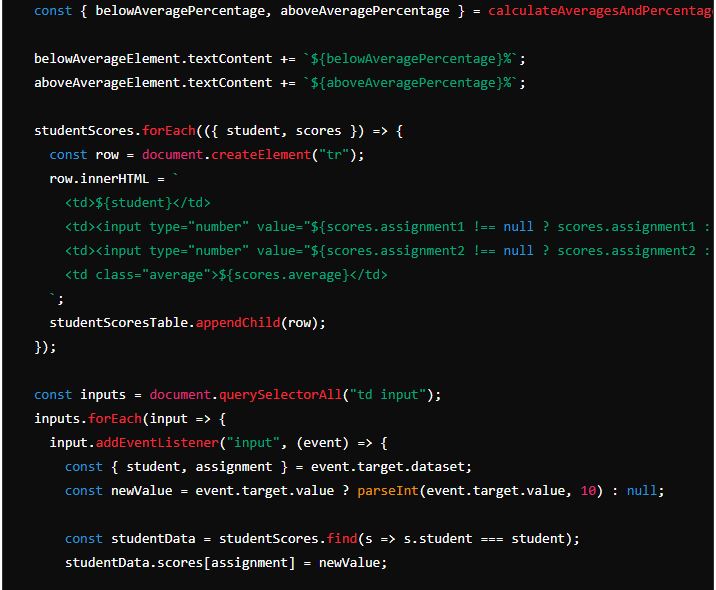 const { belowAveragePercentage, aboveAveragePercentage } = calculateAveragesAndPercentag
belowAverageElement.textContent += `${belowAveragePercentage}%`;
aboveAverageElement.textContent += `${aboveAveragePercentage}%`;
studentScores.forEach(({ student, scores }) => {
const row = document.createElement("tr");
row.innerHTML = `
<td>${student}</td>
<td><input type="number" value="${scores.assignment1 !== null ? scores.assignment1 :
<td><input type="number" value="${scores.assignment2 !== null ? scores.assignment2 :
<td class="average">${scores.average}</td>
`;
studentScoresTable.appendChild(row);
});
const inputs = document.querySelectorAll("td input");
inputs.forEach(input => {
input.addEventListener("input", (event) => {
const { student, assignment } = event.target.dataset;
const newValue = event.target.value ? parseInt(event.target.value, 10) : null;
const studentData = studentScores.find(s => s.student === student);
studentData.scores[assignment] = newValue;